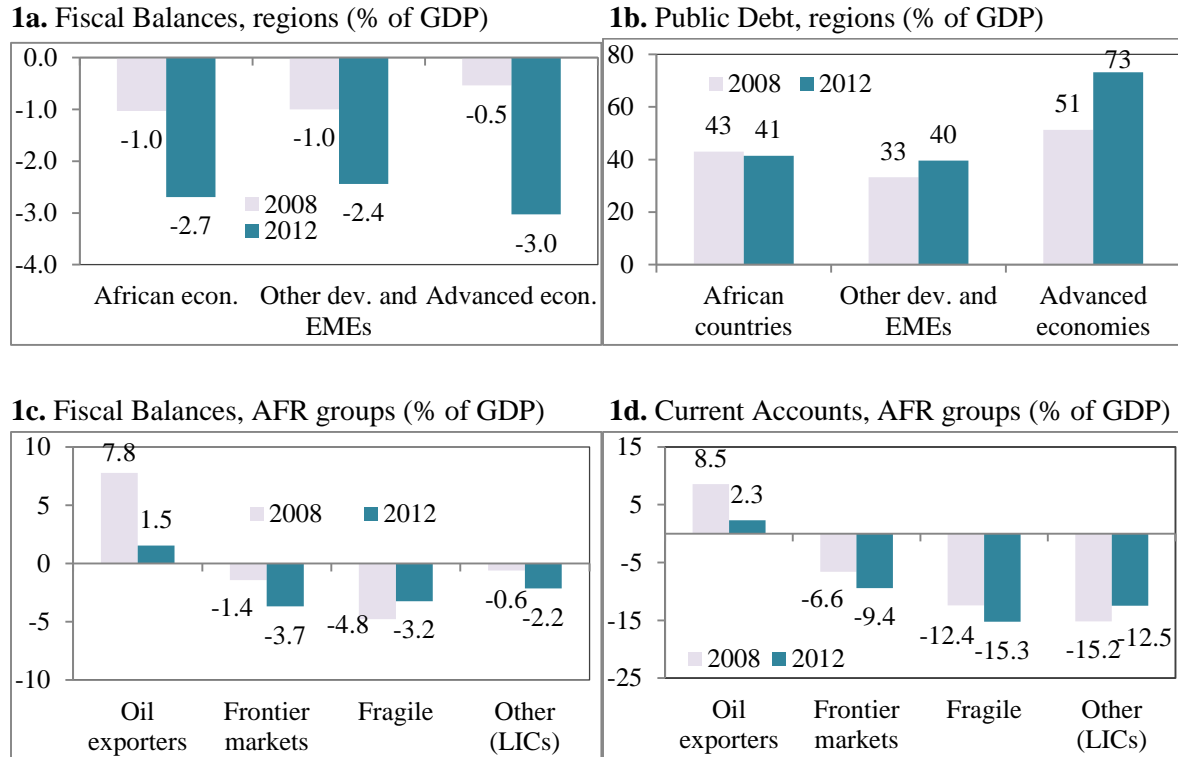 1a. Fiscal Balances, regions (% of GDP)
0.0
-1.0
-2.0
-3.0
-4.0
-1.0
-2.7
-1.0
-2.4
-0.5
-3.0
2008
2012
African econ.
Other dev. and
EMEs
Advanced econ.
1b. Public Debt, regions (% of GDP)
80
60
40
20
0
2008
2012
43
41
33
40
51
73
African
countries
Other dev. and
EMEs
Advanced
economies
1c. Fiscal Balances, AFR groups (% of GDP)
10
5
0
-5
-10
7.8
1.5
2008
2012
-1.4
-3.7
-4.8
-3.2
-0.6
-2.2
Oil
exporters
Frontier
markets
Fragile
Other
(LICs)
1d. Current Accounts, AFR groups (% of GDP)
15
5
-5
-15
-25
8.5
2.3
-6.6
-9.4
-12.4
-15.3
-15.2
-12.5
2008
2012
Oil
exporters
Frontier
markets
Fragile
Other
(LICs)